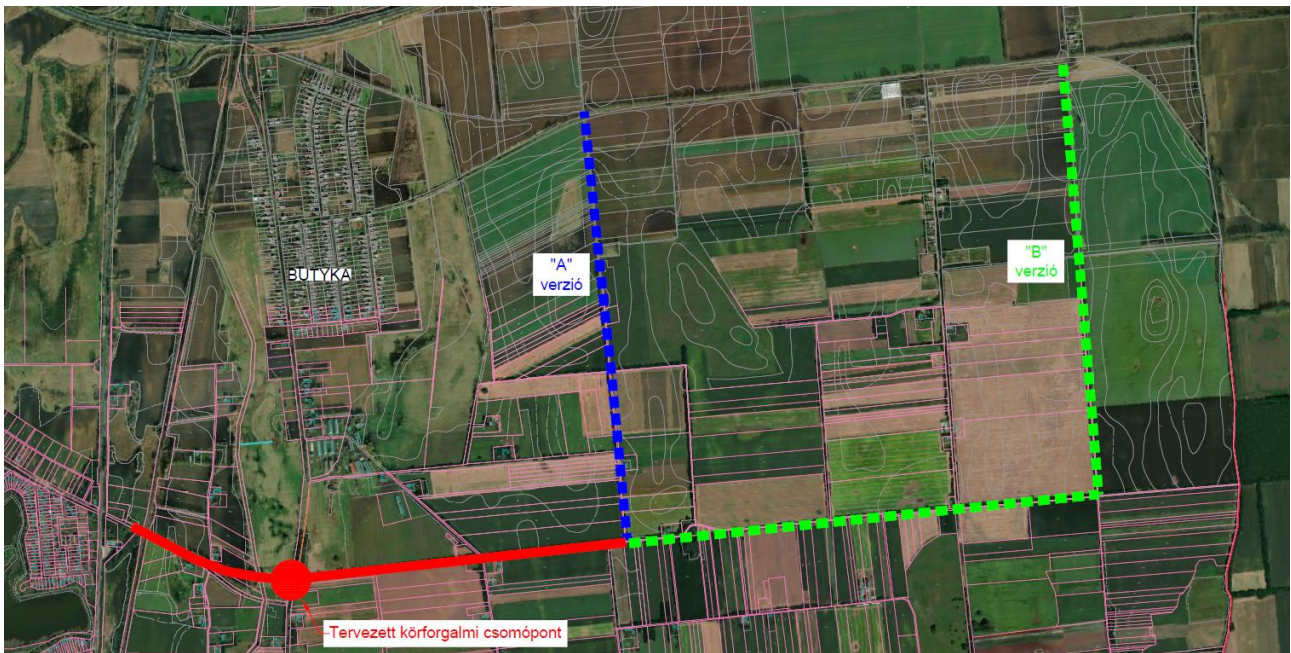 "A"
verzió
"B"
verzió
BUTYKA
Tervezett körforgalmi csomópont